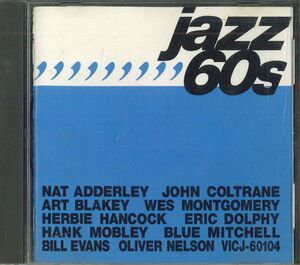 jazz
’’’’’’’’60s
NAT ADDERLEY JOHN COLTRANE
ART BLAKEY WES MONTGOMERY
HERBIE HANCOCK ERIC DOLPHY
HANK MOBLEY BLUE MITCHELL
BILL EVANS OLIVER NELSON VICJ-60104